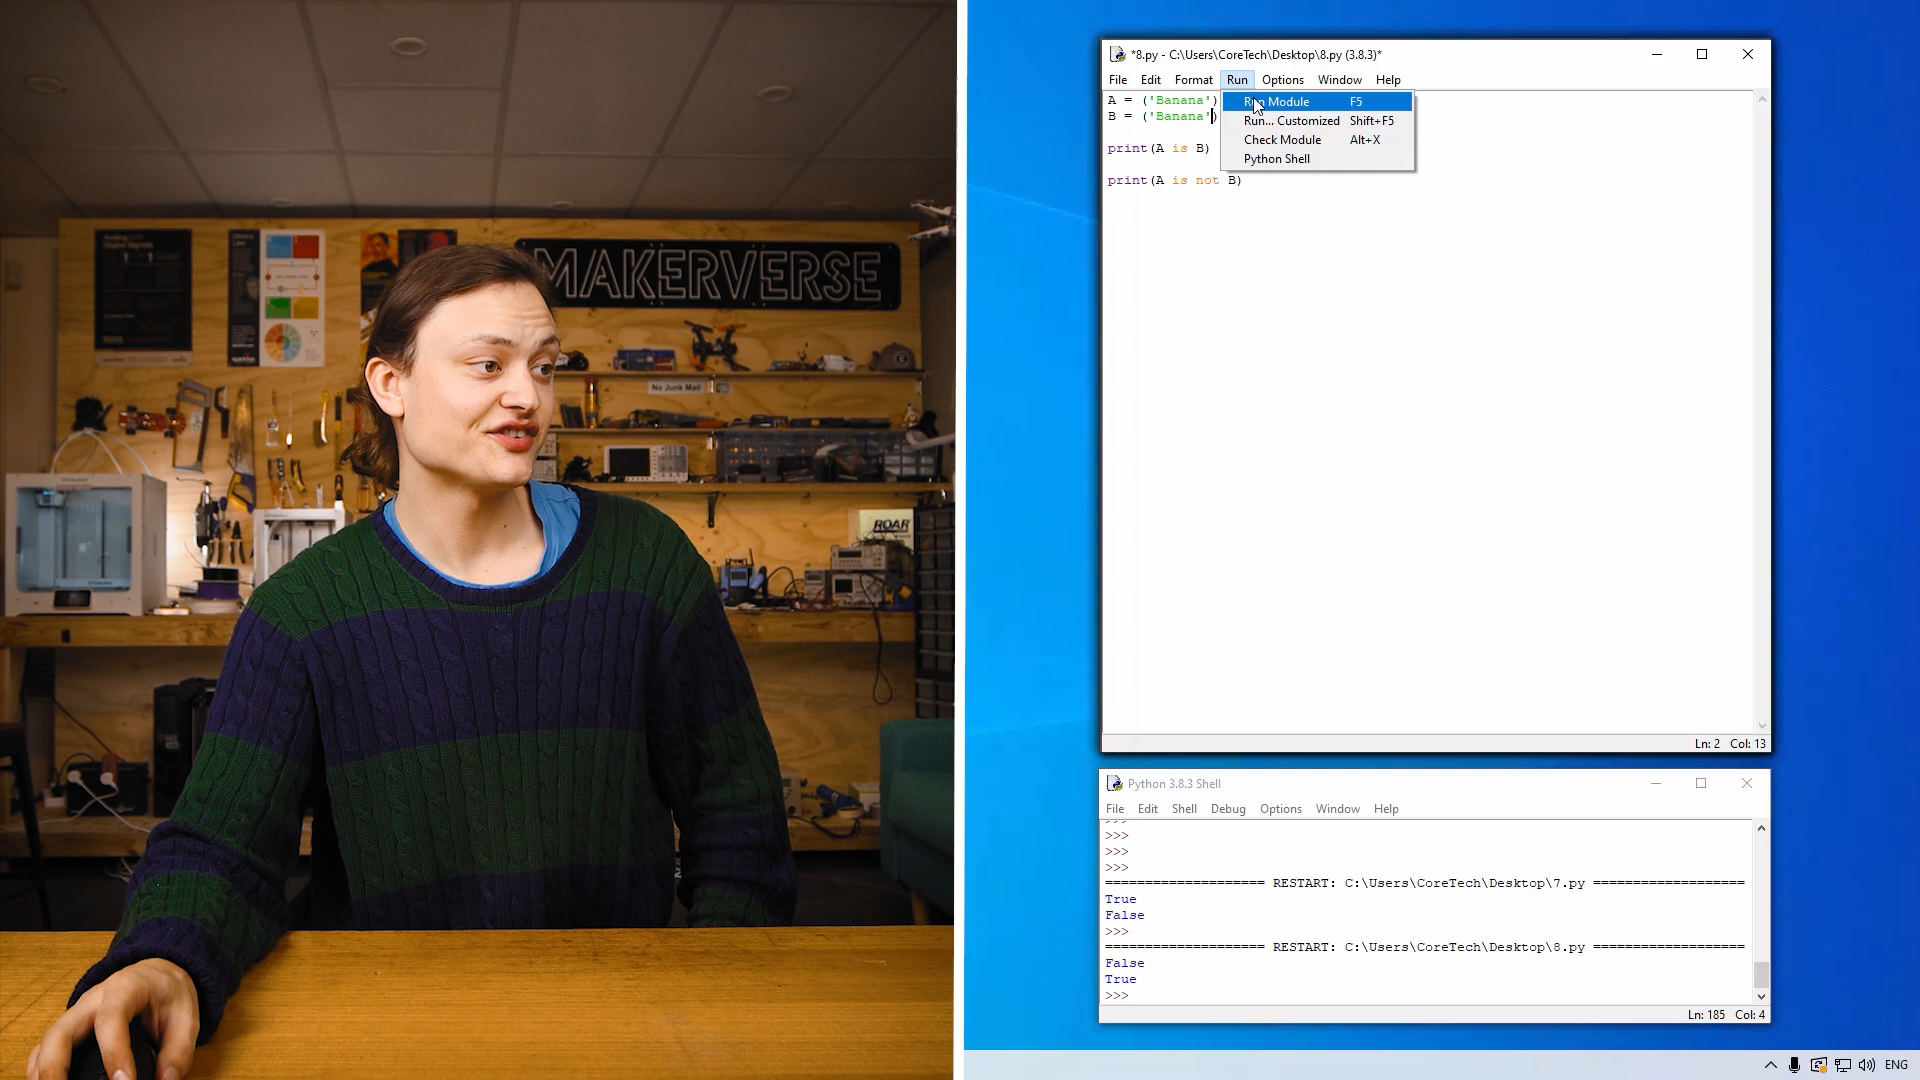 MAKERVERSE
No Junk Mail
ROAR
*8.py - C:\Users\CoreTech\Desktop\8.py (3.8.3)*
File Edit Format Run Options Window Help
A = ('Banana')
B = ('Banana')
print(A is B)
print(A is not B)
Run Module F5
Run... Customized Shift+F5
Check Module Alt+X
Python Shell
Ln: 2 Col: 13
Python 3.8.3 Shell
File Edit Shell Debug Options Window Help
>>>
>>>
>>>
==================== RESTART: C:\Users\CoreTech\Desktop\7.py ===================
True
False
>>>
==================== RESTART: C:\Users\CoreTech\Desktop\8.py ===================
False
True
>>>
Ln: 185 Col: 4
ENG